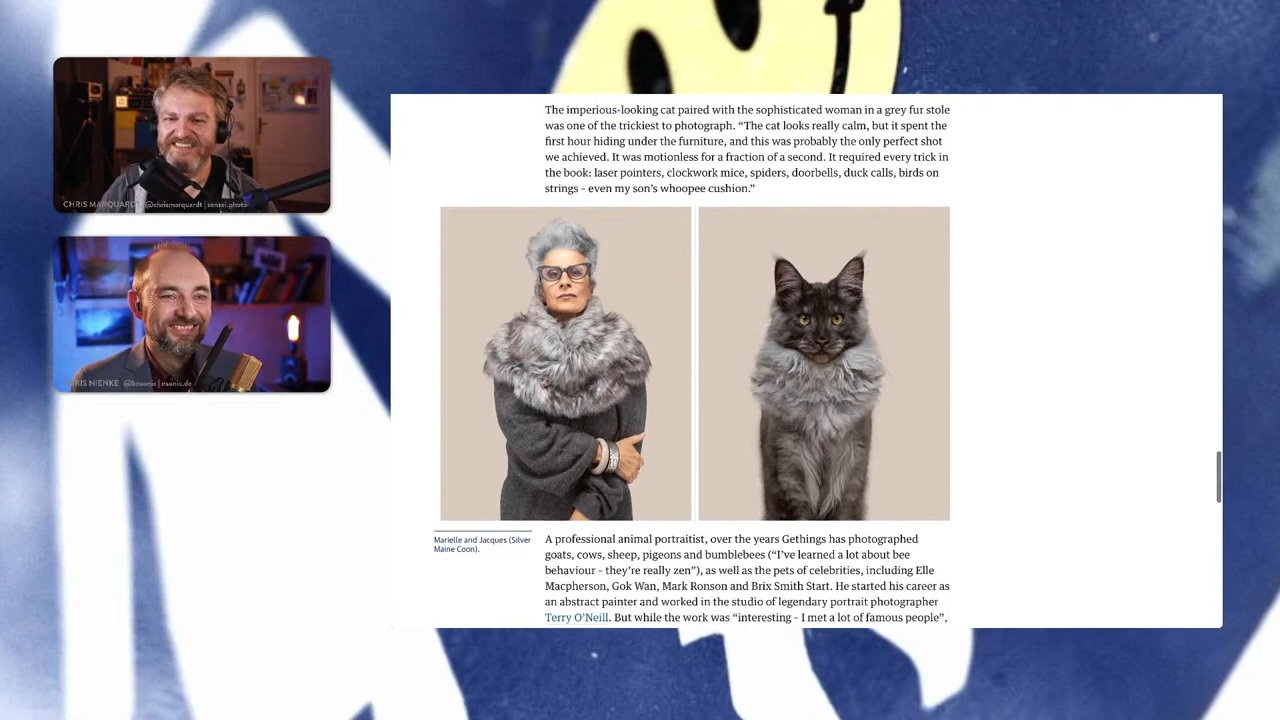 The imperious-looking cat paired with the sophisticated woman in a grey fur stole
was one of the trickiest to photograph. “The cat looks really calm, but it spent the
first hour hiding under the furniture, and this was probably the only perfect shot
we achieved. It was motionless for a fraction of a second. It required every trick in
the book: laser pointers, clockwork mice, spiders, doorbells, duck calls, birds on
strings – even my son’s whoopee cushion.”
CHRIS MARQUARDT @chrismarquardt | sensei.photo
NIENKE @bnsonic | nsonic.de
Marielle and Jacques (Silver
Maine Coon).
A professional animal portraitist, over the years Gethings has photographed
goats, cows, sheep, pigeons and bumblebees (“I’ve learned a lot about bee
behaviour – they’re really zen”), as well as the pets of celebrities, including Elle
Macpherson, Gok Wan, Mark Ronson and Brix Smith Start. He started his career as
an abstract painter and worked in the studio of legendary portrait photographer
Terry O’Neill. But while the work was “interesting – I met a lot of famous people”,